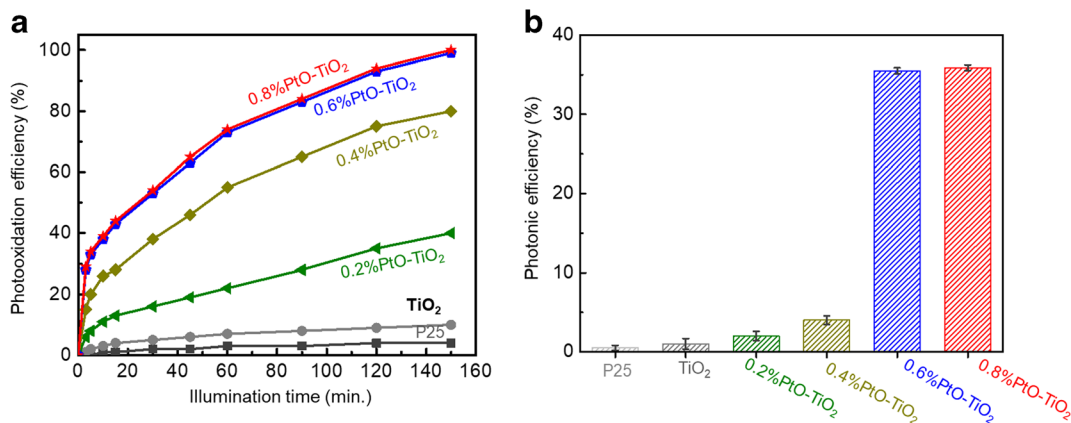 a
Photooxidation efficiency (%)
100
80
60
40
20
0
0.8%PtO-TiO₂
0.6%PtO-TiO₂
0.4%PtO-TiO₂
0.2%PtO-TiO₂
TiO₂
P25
0 20 40 60 80 100 120 140 160
Illumination time (min.)
b
Photonic efficiency (%)
40
30
20
10
0
P25
TiO₂
0.2%PtO-TiO₂
0.4%PtO-TiO₂
0.6%PtO-TiO₂
0.8%PtO-TiO₂